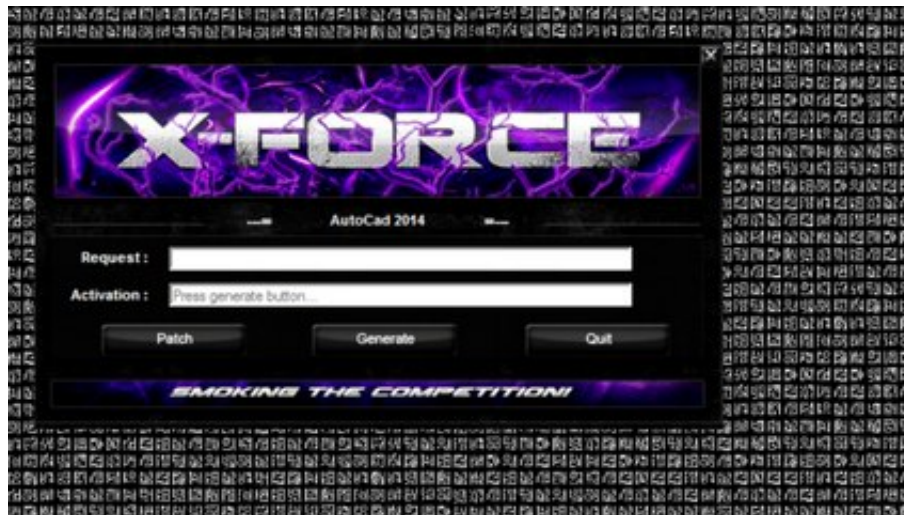 X-FORCE
--= AutoCad 2014 =--
Request :
Activation : Press generate button...
Patch Generate Quit
SMOKING THE COMPETITION!